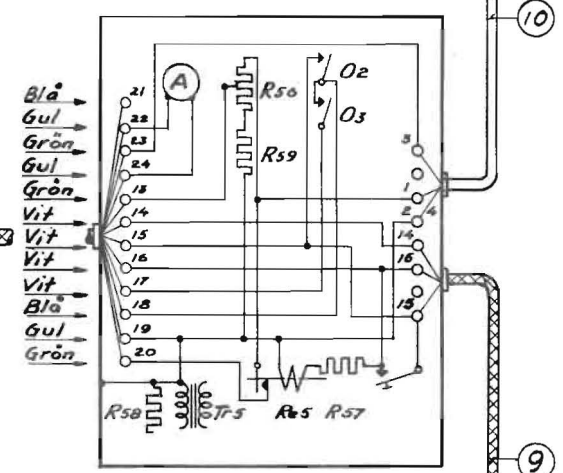 10
Blå 21
Gul 22
Grön 23
Gul 24
Grön 13
Vit 14
Vit 15
Vit 16
Vit 17
Blå 18
Gul 19
Grön 20
A
R56
R59
O2
O3
3
1
2 4
14
16
15
R58
Tr5
Re5
R57
9